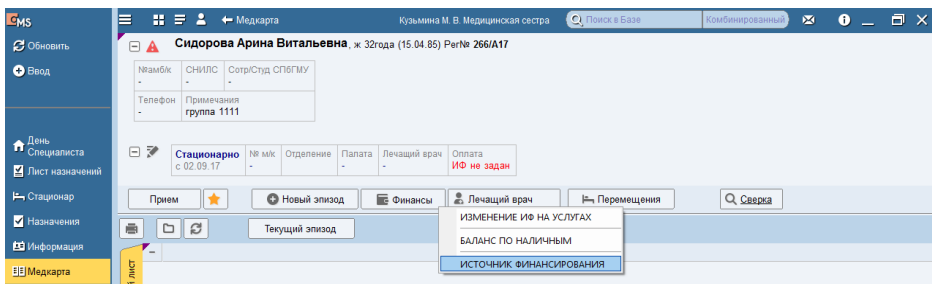 QMS
Медкарта
Кузьмина М. В. Медицинская сестра
Поиск в Базе
Комбинированный
Обновить
Ввод
День
Специалиста
Лист назначений
Стационар
Назначения
Информация
Медкарта
Сидорова Арина Витальевна, ж 32года (15.04.85) Рег№ 266/А17
№амб/к СНИЛС Сотр/Студ СПбГМУ
- - -
Телефон Примечания
- группа 1111
Стационарно № м/к Отделение Палата Лечащий врач Оплата
с 02.09.17 - - - ИФ не задан
Прием Новый эпизод Финансы Лечащий врач Перемещения Сверка
Текущий эпизод
ИЗМЕНЕНИЕ ИФ НА УСЛУГАХ
БАЛАНС ПО НАЛИЧНЫМ
ИСТОЧНИК ФИНАНСИРОВАНИЯ
-
й лист